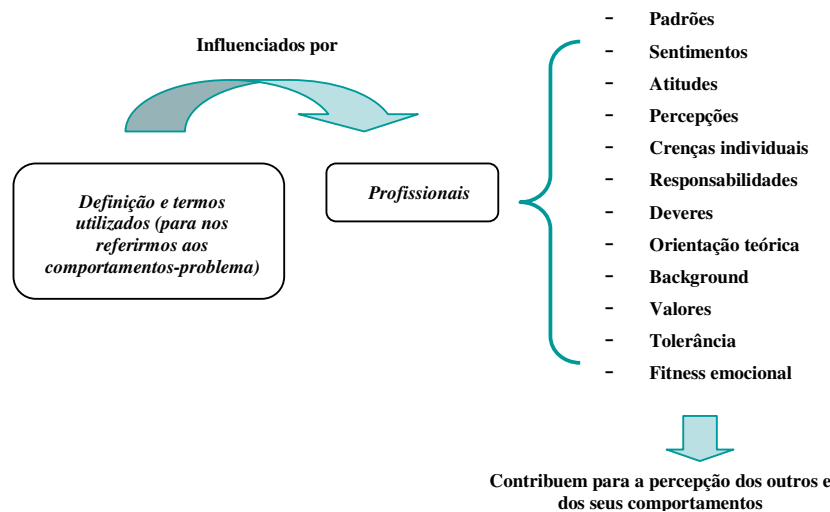 Influenciados por
Definição e termos
utilizados (para nos
referirmos aos
comportamentos-problema)
Profissionais
- Padrões
- Sentimentos
- Atitudes
- Percepções
- Crenças individuais
- Responsabilidades
- Deveres
- Orientação teórica
- Background
- Valores
- Tolerância
- Fitness emocional
Contribuem para a percepção dos outros e
dos seus comportamentos